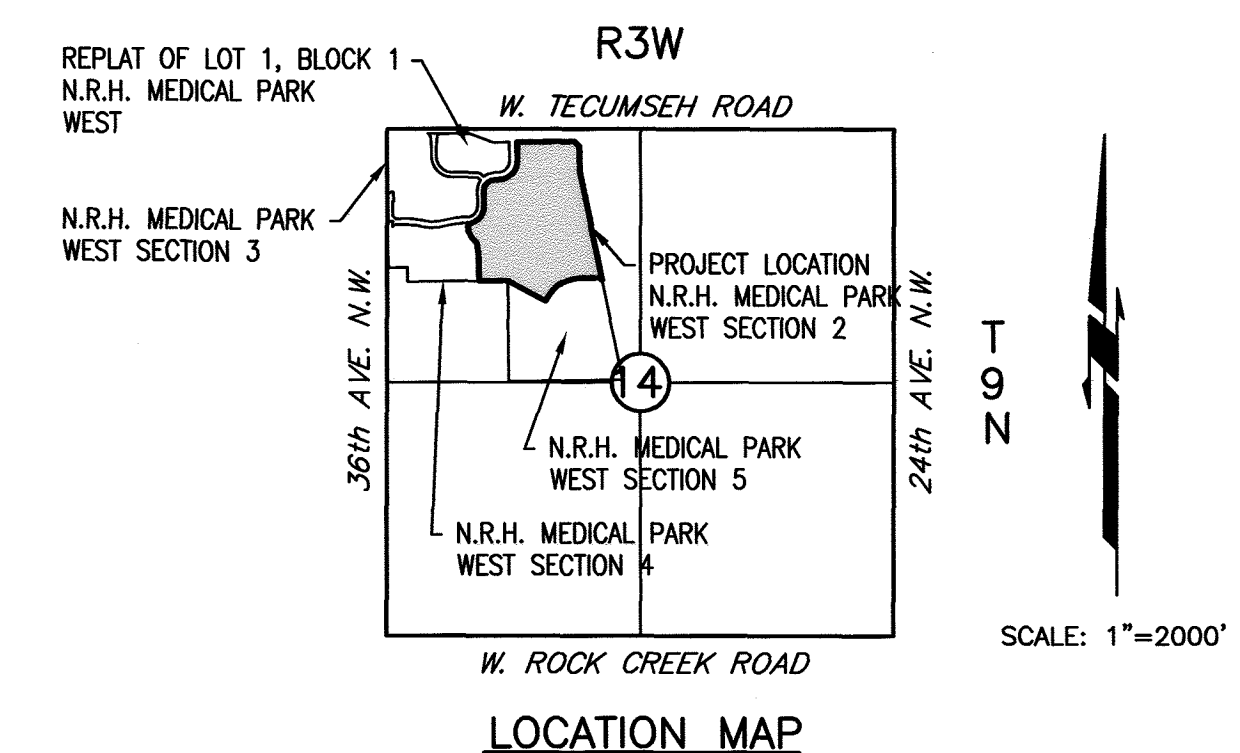 R3W
REPLAT OF LOT 1, BLOCK 1
N.R.H. MEDICAL PARK
WEST
W. TECUMSEH ROAD
N.R.H. MEDICAL PARK
WEST SECTION 3
PROJECT LOCATION
N.R.H. MEDICAL PARK
WEST SECTION 2
36th AVE. N.W.
24th AVE. N.W.
T
9
N
14
N.R.H. MEDICAL PARK
WEST SECTION 5
N.R.H. MEDICAL PARK
WEST SECTION 4
SCALE: 1"=2000'
W. ROCK CREEK ROAD
LOCATION MAP